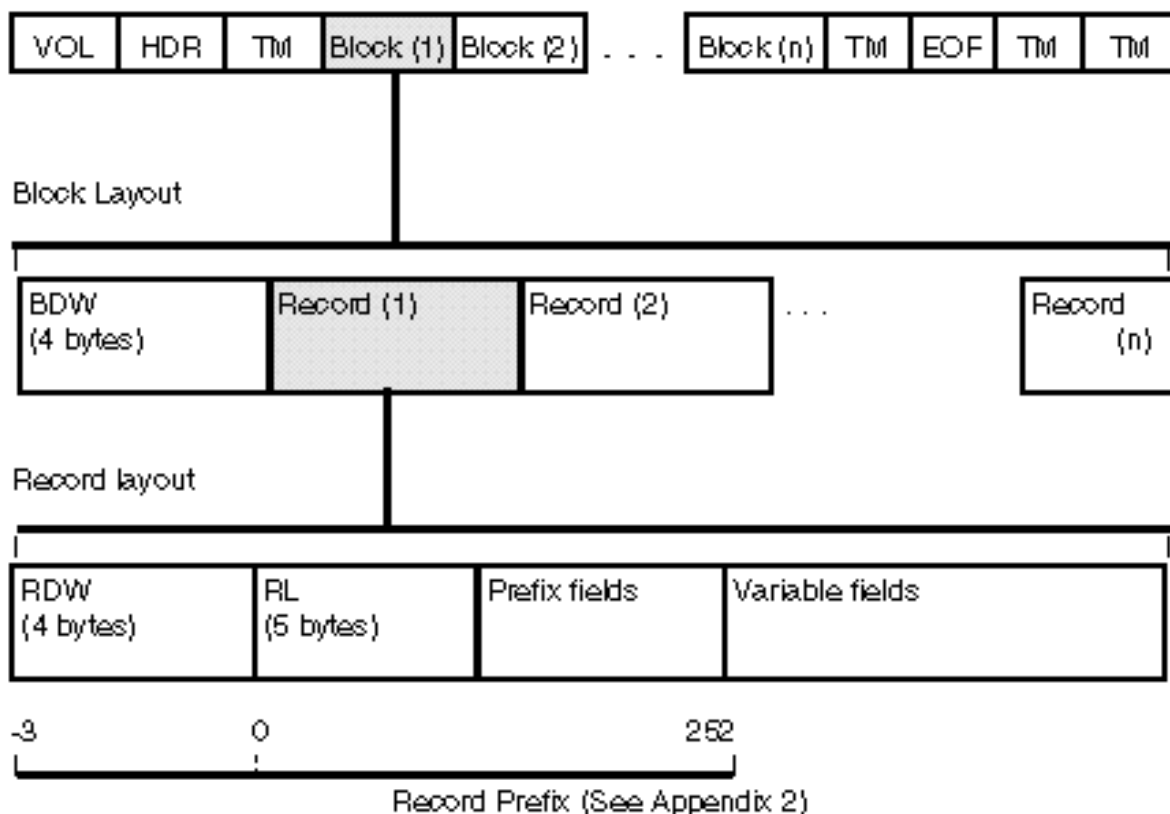 VOL HDR TM Block (1) Block (2) . . . Block (n) TM EOF TM TM
Block Layout
BDW Record (1) Record (2) . . . Record
(4 bytes) (n)
Record layout
RDW RL Prefix fields Variable fields
(4 bytes) (5 bytes)
-3 0 252
Record Prefix (See Appendix 2)